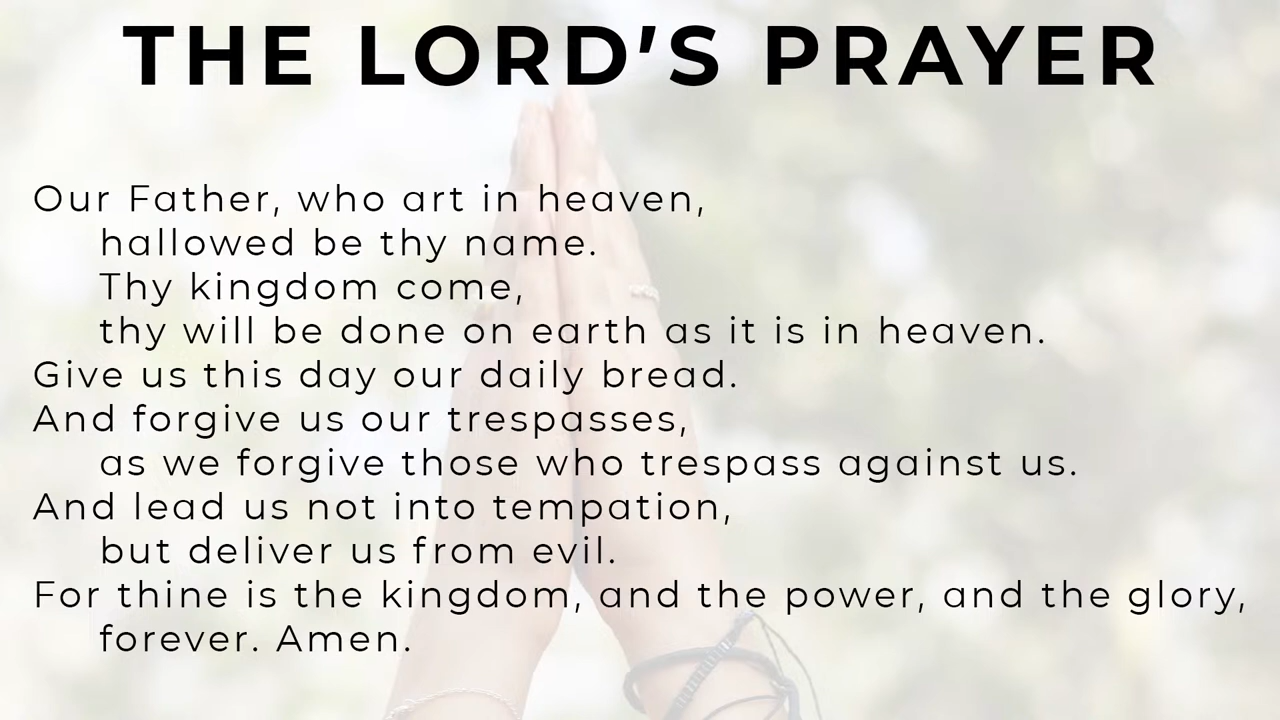 THE LORD'S PRAYER
Our Father, who art in heaven,
hallowed be thy name.
Thy kingdom come,
thy will be done on earth as it is in heaven.
Give us this day our daily bread.
And forgive us our trespasses,
as we forgive those who trespass against us.
And lead us not into tempation,
but deliver us from evil.
For thine is the kingdom, and the power, and the glory,
forever. Amen.